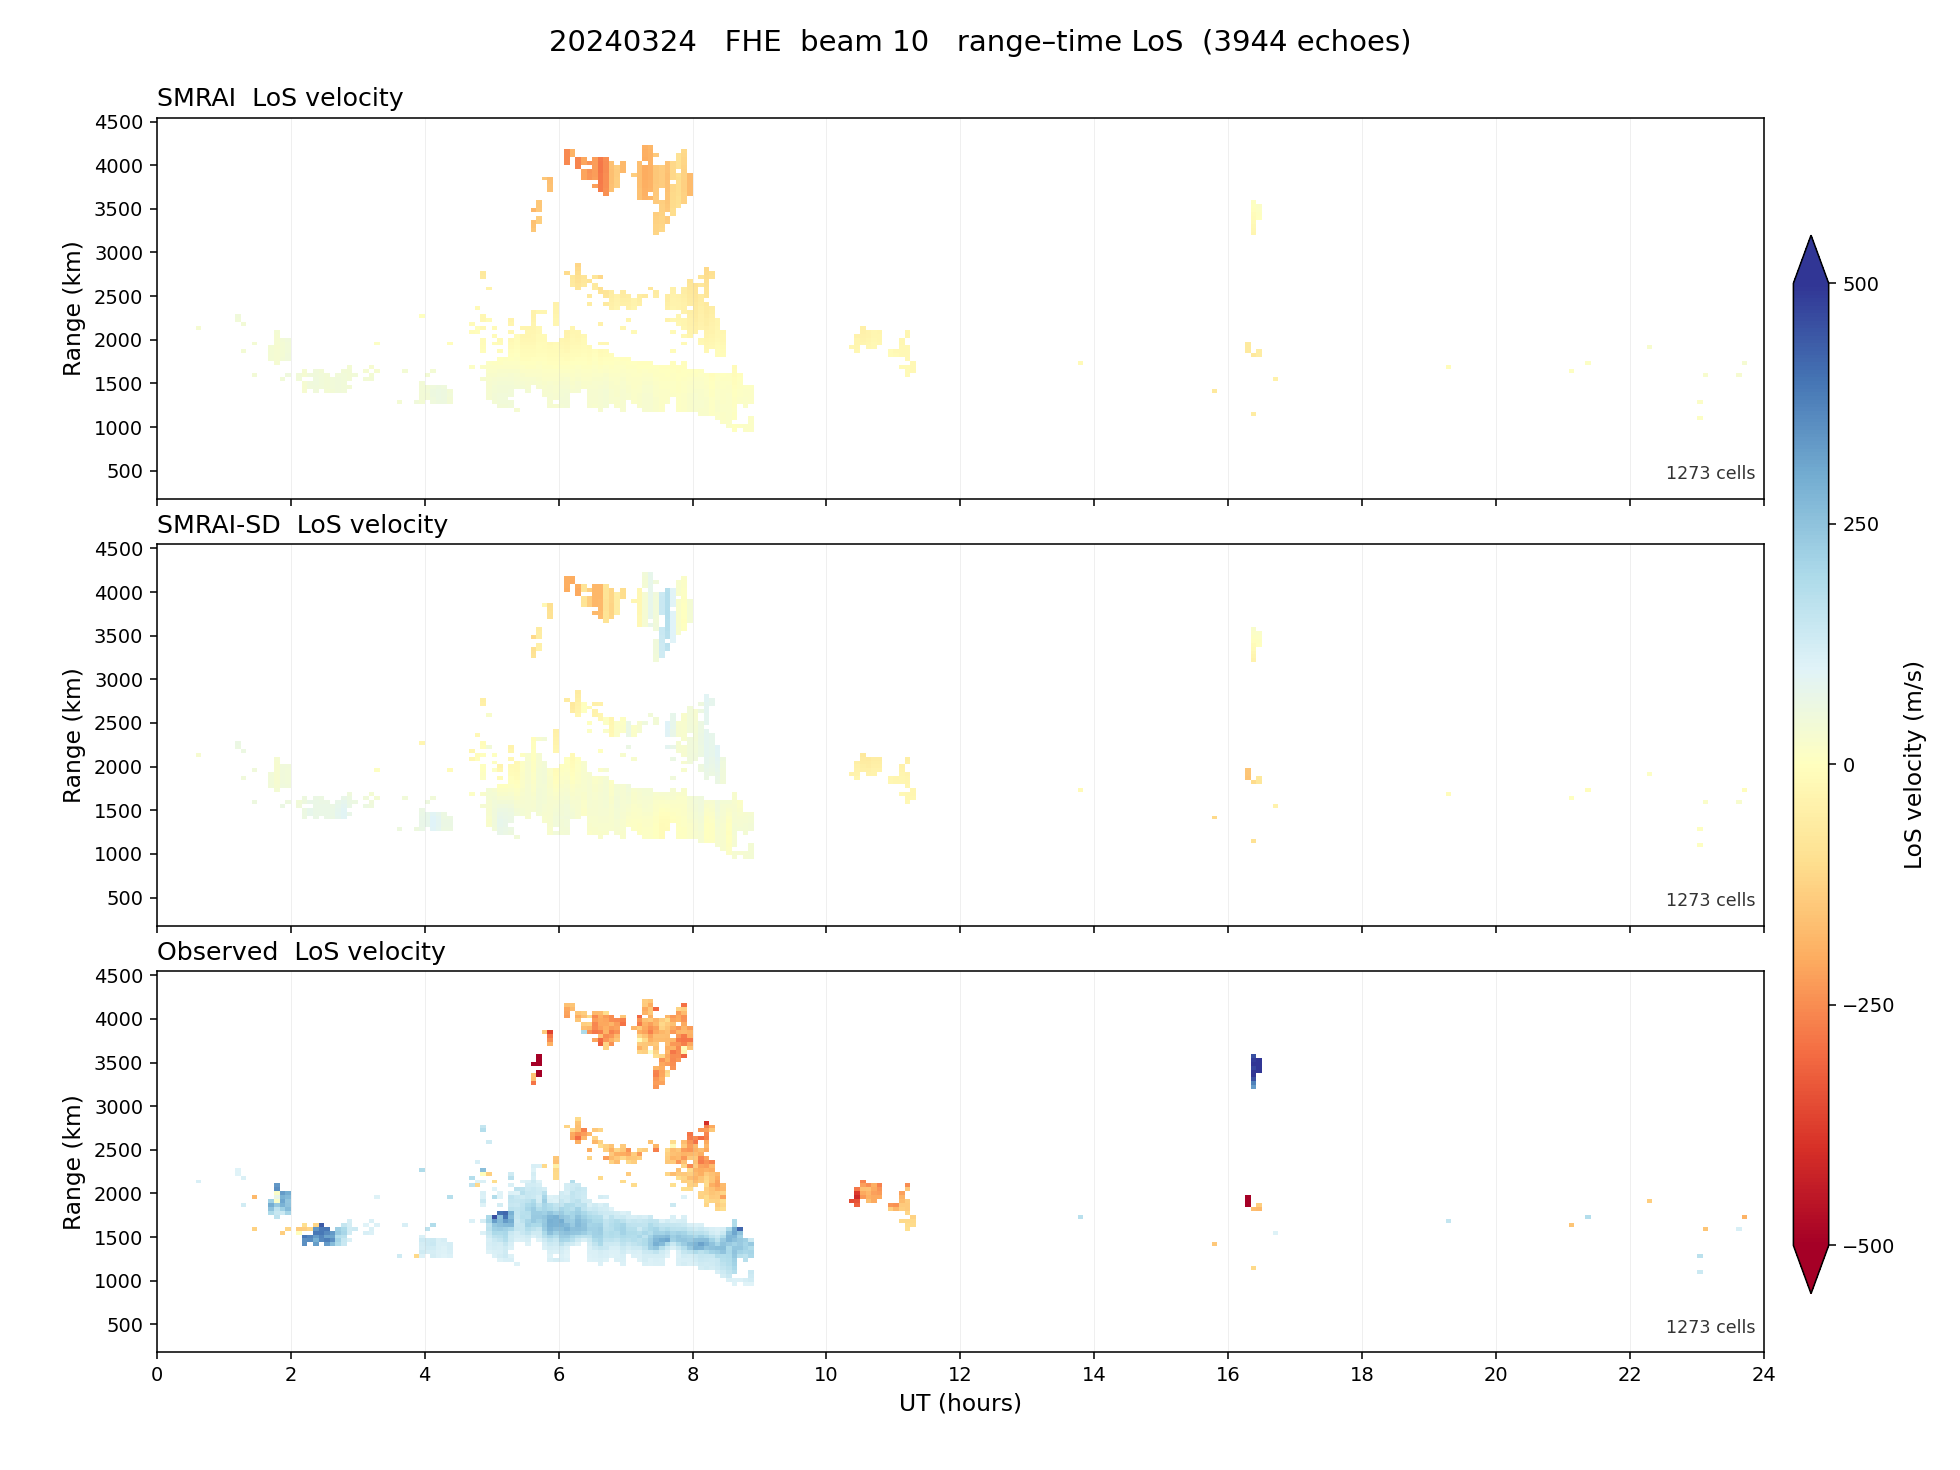 20240324 FHE beam 10 range–time LoS (3944 echoes)
SMRAI LoS velocity
4500
4000
3500
3000
2500
2000
1500
1000
500
Range (km)
1273 cells
SMRAI-SD LoS velocity
4500
4000
3500
3000
2500
2000
1500
1000
500
Range (km)
1273 cells
Observed LoS velocity
4500
4000
3500
3000
2500
2000
1500
1000
500
Range (km)
1273 cells
0 2 4 6 8 10 12 14 16 18 20 22 24
UT (hours)
500
250
0
−250
−500
LoS velocity (m/s)